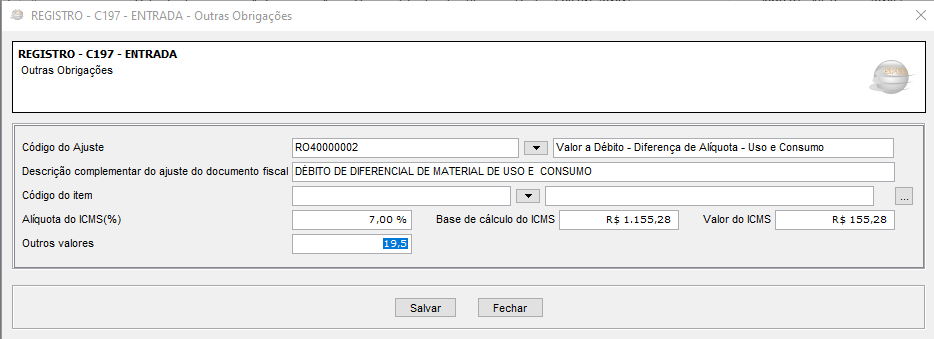 REGISTRO - C197 - ENTRADA - Outras Obrigações
REGISTRO - C197 - ENTRADA
Outras Obrigações
Código do Ajuste RO40000002 Valor a Débito - Diferença de Alíquota - Uso e Consumo
Descrição complementar do ajuste do documento fiscal DÉBITO DE DIFERENCIAL DE MATERIAL DE USO E CONSUMO
Código do item ...
Alíquota do ICMS(%) 7,00 % Base de cálculo do ICMS R$ 1.155,28 Valor do ICMS R$ 155,28
Outros valores 19,5
Salvar Fechar